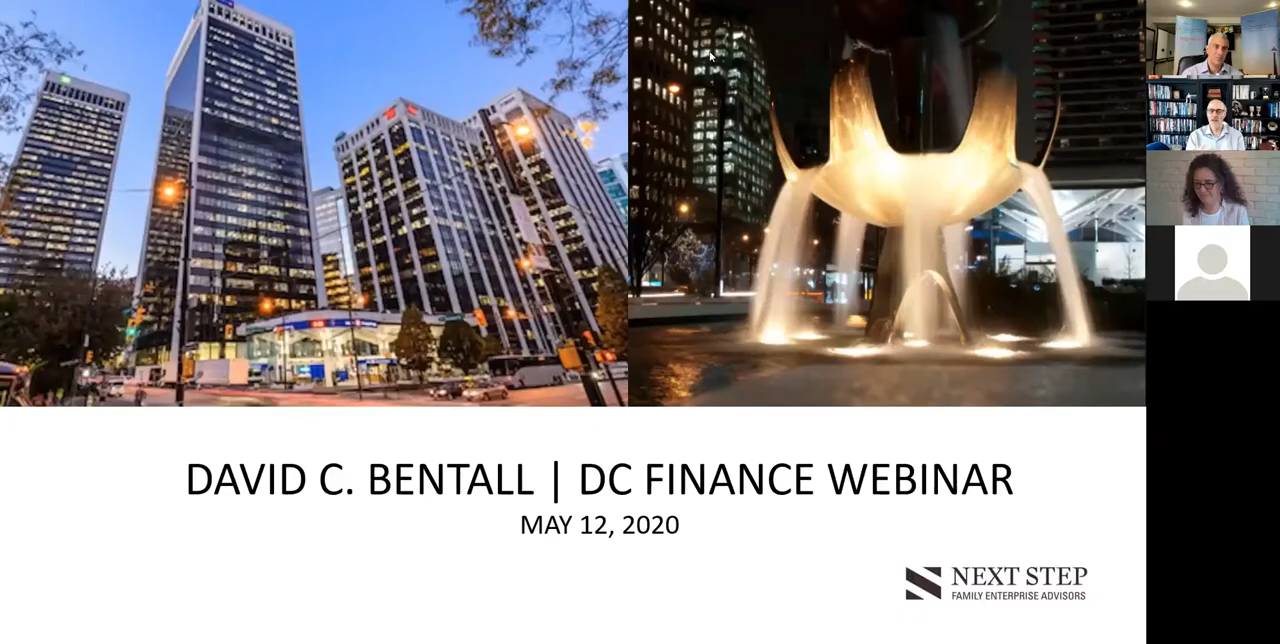 DAVID C. BENTALL | DC FINANCE WEBINAR
MAY 12, 2020
NEXT STEP
FAMILY ENTERPRISE ADVISORS